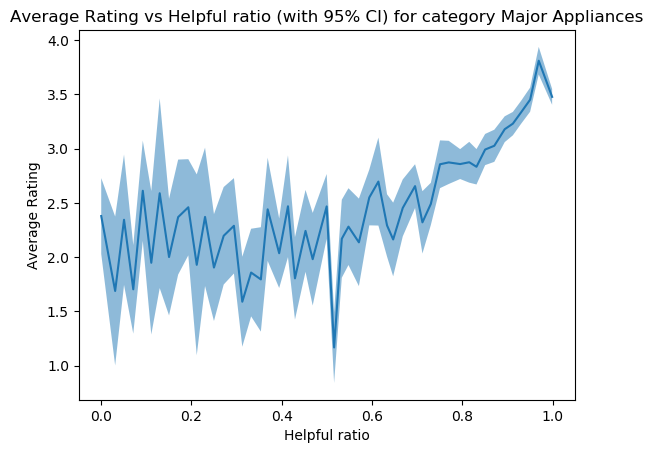 Average Rating vs Helpful ratio (with 95% CI) for category Major Appliances
4.0
3.5
3.0
2.5
2.0
1.5
1.0
Average Rating
0.0 0.2 0.4 0.6 0.8 1.0
Helpful ratio